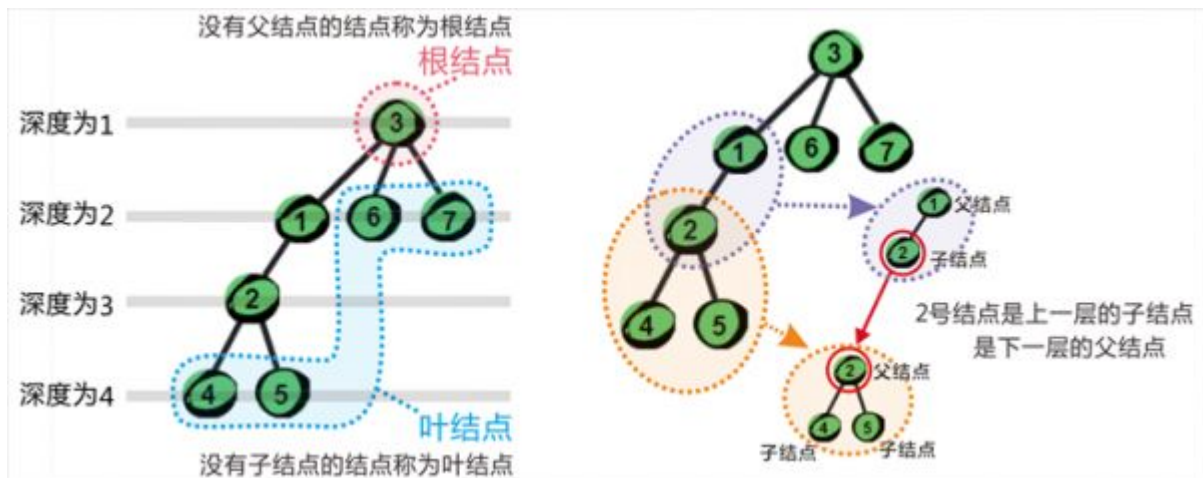 没有父结点的结点称为根结点
根结点
深度为1
3
深度为2
1
6
7
深度为3
2
深度为4
4
5
叶结点
没有子结点的结点称为叶结点
3
1
6
7
2
4
5
1
父结点
2
子结点
2号结点是上一层的子结点
是下一层的父结点
2
父结点
4
5
子结点
子结点